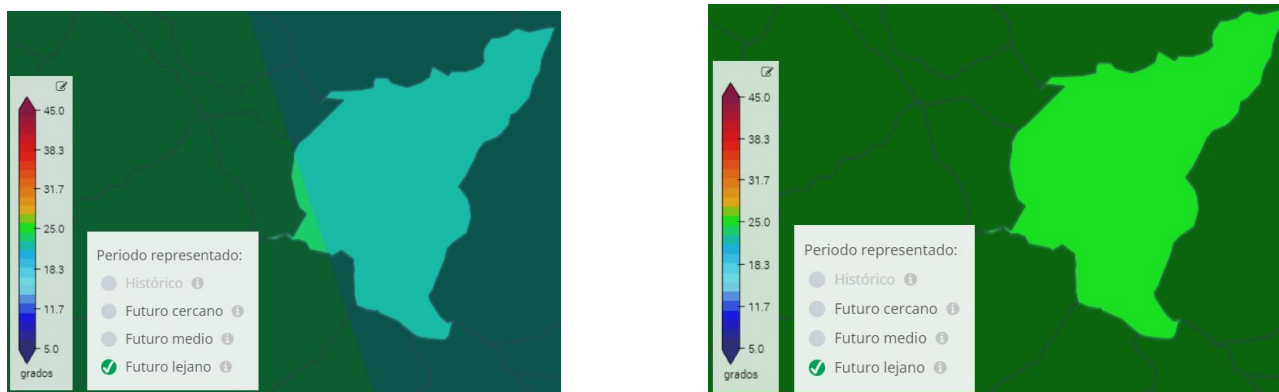 45.0
38.3
31.7
25.0
18.3
11.7
5.0
grados
Periodo representado:
Histórico
Futuro cercano
Futuro medio
Futuro lejano
45.0
38.3
31.7
25.0
18.3
11.7
5.0
grados
Periodo representado:
Histórico
Futuro cercano
Futuro medio
Futuro lejano